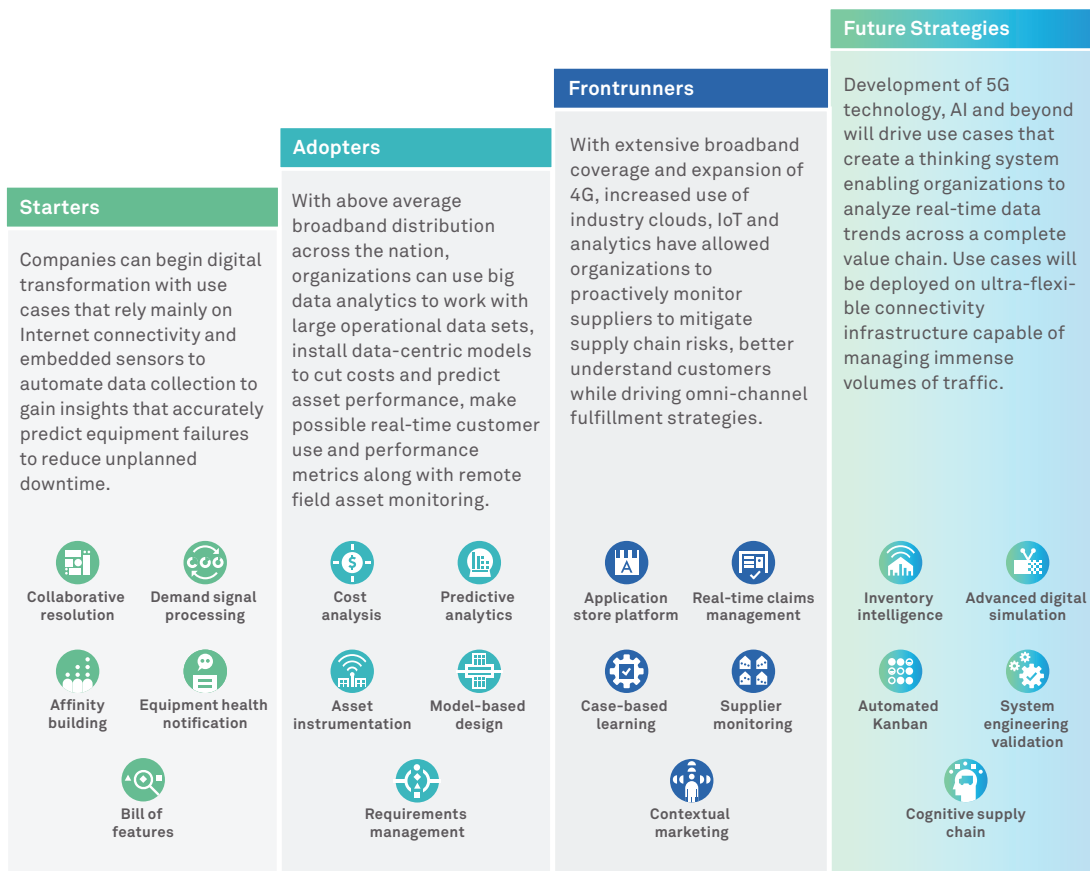 Starters
Companies can begin digital
transformation with use
cases that rely mainly on
Internet connectivity and
embedded sensors to
automate data collection to
gain insights that accurately
predict equipment failures
to reduce unplanned
downtime.
Collaborative
resolution
Demand signal
processing
Affinity
building
Equipment health
notification
Bill of
features
Adopters
With above average
broadband distribution
across the nation,
organizations can use big
data analytics to work with
large operational data sets,
install data-centric models
to cut costs and predict
asset performance, make
possible real-time customer
use and performance
metrics along with remote
field asset monitoring.
$
Cost
analysis
Predictive
analytics
Asset
instrumentation
Model-based
design
Requirements
management
Frontrunners
With extensive broadband
coverage and expansion of
4G, increased use of
industry clouds, IoT and
analytics have allowed
organizations to
proactively monitor
suppliers to mitigate
supply chain risks, better
understand customers
while driving omni-channel
fulfillment strategies.
A
Application
store platform
Real-time claims
management
Case-based
learning
Supplier
monitoring
Contextual
marketing
Future Strategies
Development of 5G
technology, AI and beyond
will drive use cases that
create a thinking system
enabling organizations to
analyze real-time data
trends across a complete
value chain. Use cases will
be deployed on ultra-flexi-
ble connectivity
infrastructure capable of
managing immense
volumes of traffic.
Inventory
intelligence
Advanced digital
simulation
Automated
Kanban
System
engineering
validation
Cognitive supply
chain